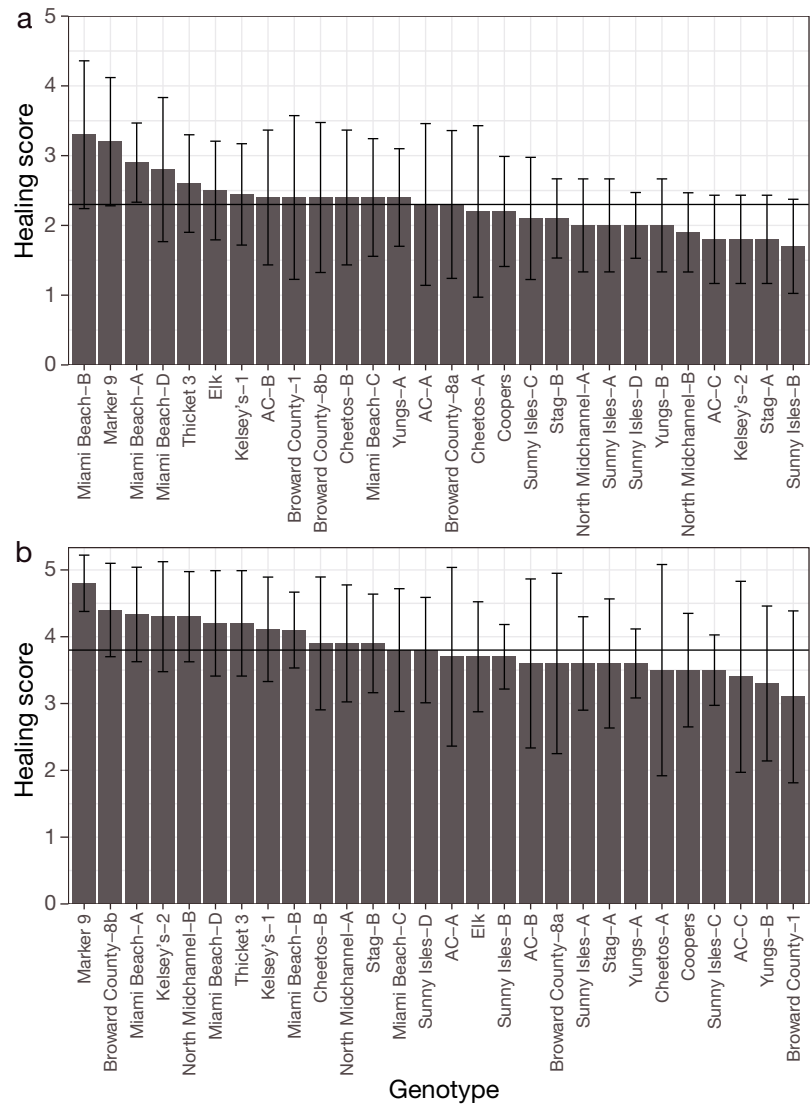 a
5
4
3
2
1
0
Healing score
Miami Beach–B
Marker 9
Miami Beach–A
Miami Beach–D
Thicket 3
Elk
Kelsey's–1
AC–B
Broward County–1
Broward County–8b
Cheetos–B
Miami Beach–C
Yungs–A
AC–A
Broward County–8a
Cheetos–A
Coopers
Sunny Isles–C
Stag–B
North Midchannel–A
Sunny Isles–A
Sunny Isles–D
Yungs–B
North Midchannel–B
AC–C
Kelsey's–2
Stag–A
Sunny Isles–B
b
5
4
3
2
1
0
Healing score
Marker 9
Broward County–8b
Miami Beach–A
Kelsey's–2
North Midchannel–B
Miami Beach–D
Thicket 3
Kelsey's–1
Miami Beach–B
Cheetos–B
North Midchannel–A
Stag–B
Miami Beach–C
Sunny Isles–D
AC–A
Elk
Sunny Isles–B
AC–B
Broward County–8a
Sunny Isles–A
Stag–A
Yungs–A
Cheetos–A
Coopers
Sunny Isles–C
AC–C
Yungs–B
Broward County–1
Genotype